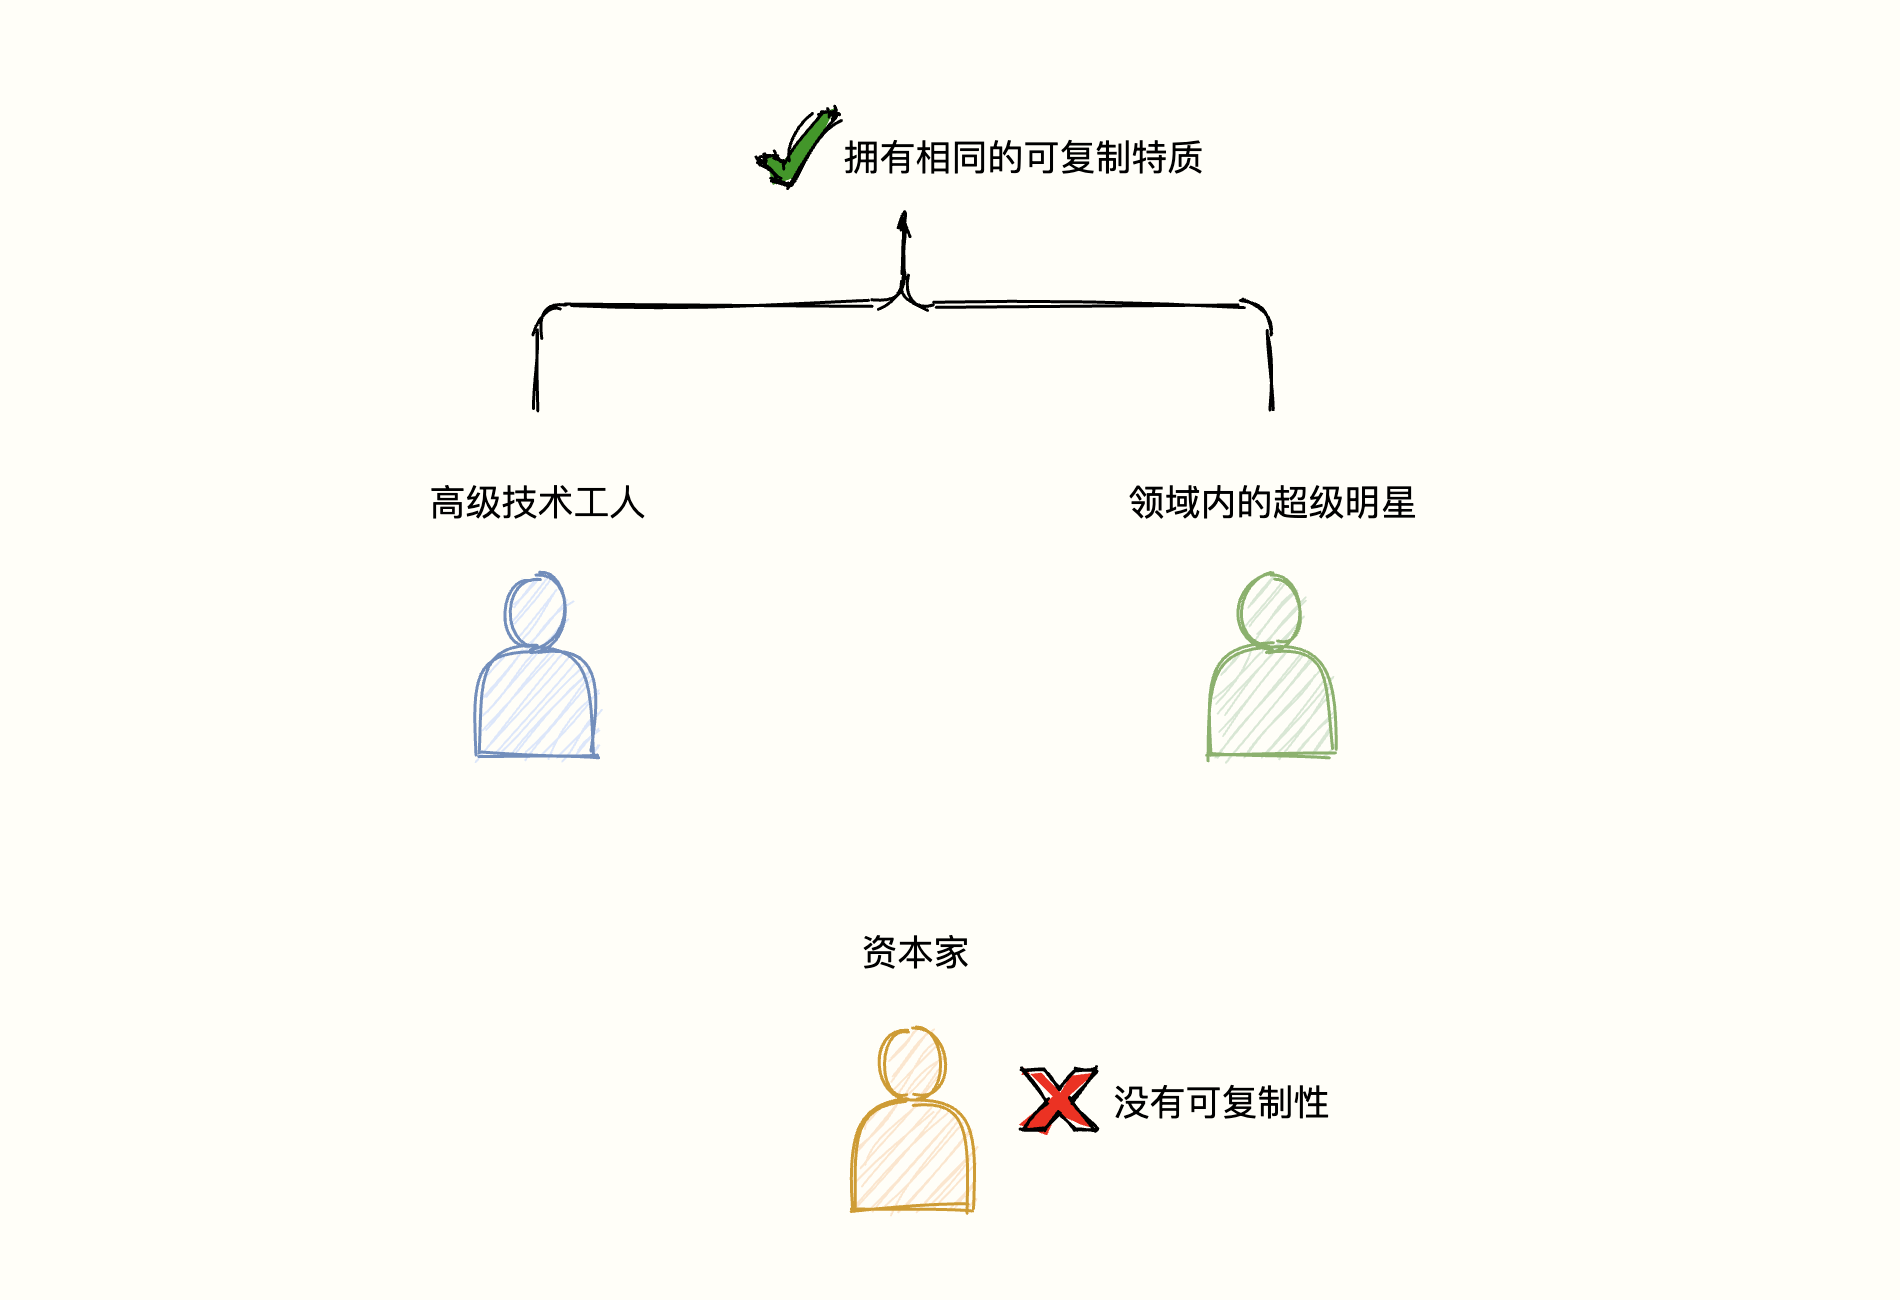 拥有相同的可复制特质
高级技术工人
领域内的超级明星
资本家
没有可复制性